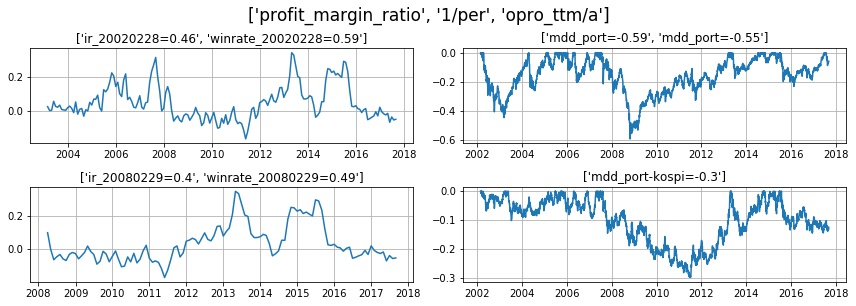 ['profit_margin_ratio', '1/per', 'opro_ttm/a']
['ir_20020228=0.46', 'winrate_20020228=0.59']
0.2
0.0
2004 2006 2008 2010 2012 2014 2016 2018
['mdd_port=-0.59', 'mdd_port=-0.55']
0.0
−0.2
−0.4
−0.6
2002 2004 2006 2008 2010 2012 2014 2016 2018
['ir_20080229=0.4', 'winrate_20080229=0.49']
0.2
0.0
2008 2009 2010 2011 2012 2013 2014 2015 2016 2017 2018
['mdd_port-kospi=-0.3']
0.0
−0.1
−0.2
−0.3
2002 2004 2006 2008 2010 2012 2014 2016 2018